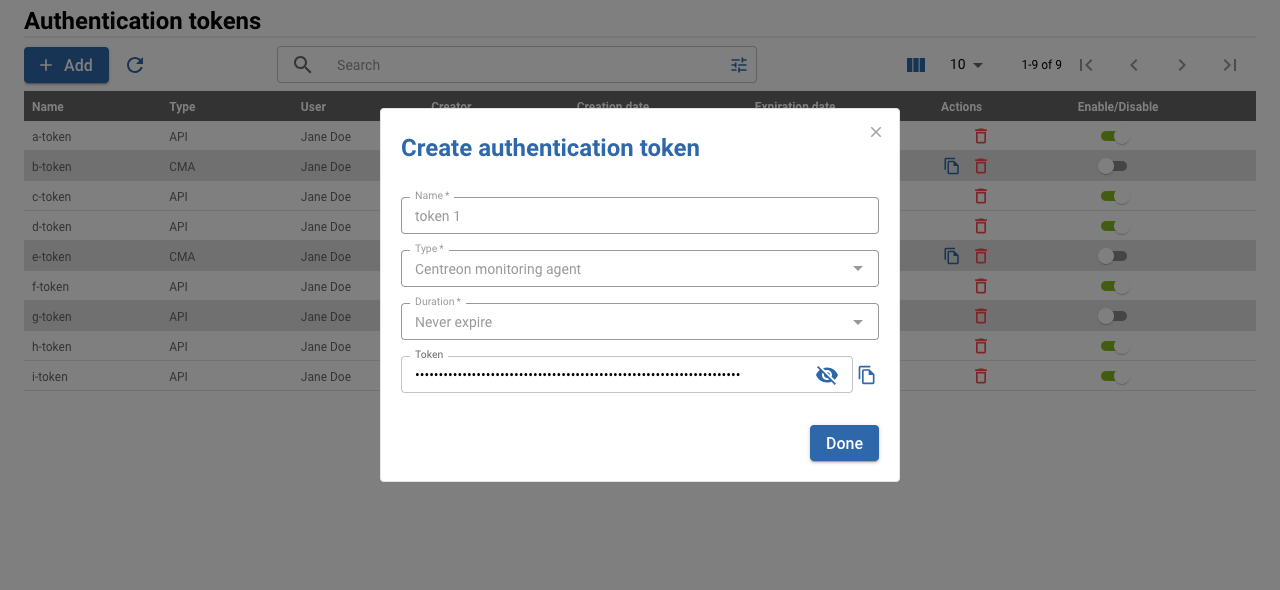 Authentication tokens
Add
Search
10
1-9 of 9
Name Type User Creator Creation date Expiration date Actions Enable/Disable
a-token API Jane Doe
b-token CMA Jane Doe
c-token API Jane Doe
d-token API Jane Doe
e-token CMA Jane Doe
f-token API Jane Doe
g-token API Jane Doe
h-token API Jane Doe
i-token API Jane Doe
Create authentication token
Name *
token 1
Type *
Centreon monitoring agent
Duration *
Never expire
Token
Done